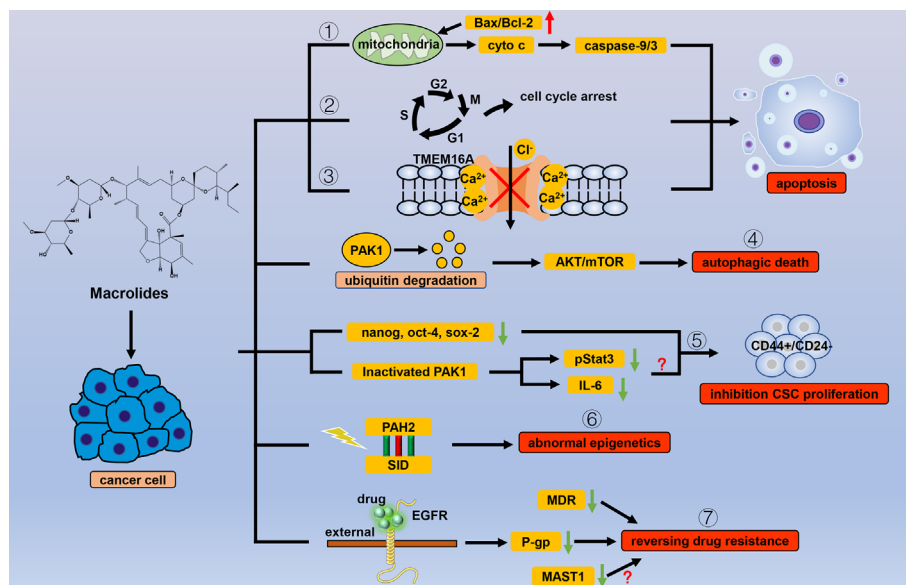 ①
Bax/Bcl-2
mitochondria
cyto c
caspase-9/3
②
G2
M
S
G1
cell cycle arrest
③
TMEM16A
Cl-
Ca2+
Ca2+
Ca2+
Ca2+
apoptosis
O
O
O
O
O
O
O
O
O
O
O
HO
OH
O
H
OH
Macrolides
cancer cell
PAK1
ubiquitin degradation
AKT/mTOR
④
autophagic death
nanog, oct-4, sox-2
Inactivated PAK1
pStat3
IL-6
?
⑤
CD44+/CD24-
inhibition CSC proliferation
PAH2
SID
⑥
abnormal epigenetics
drug
EGFR
external
P-gp
MDR
MAST1
?
⑦
reversing drug resistance